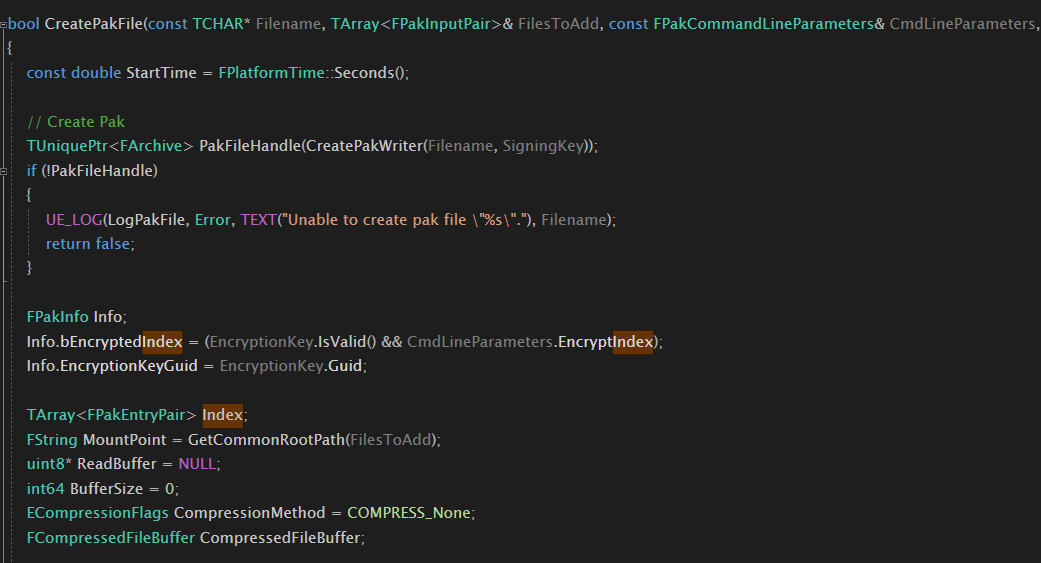 bool CreatePakFile(const TCHAR* Filename, TArray<FPakInputPair>& FilesToAdd, const FPakCommandLineParameters& CmdLineParameters,
{
const double StartTime = FPlatformTime::Seconds();
// Create Pak
TUniquePtr<FArchive> PakFileHandle(CreatePakWriter(Filename, SigningKey));
if (!PakFileHandle)
{
UE_LOG(LogPakFile, Error, TEXT("Unable to create pak file \"%s\"."), Filename);
return false;
}
FPakInfo Info;
Info.bEncryptedIndex = (EncryptionKey.IsValid() && CmdLineParameters.EncryptIndex);
Info.EncryptionKeyGuid = EncryptionKey.Guid;
TArray<FPakEntryPair> Index;
FString MountPoint = GetCommonRootPath(FilesToAdd);
uint8* ReadBuffer = NULL;
int64 BufferSize = 0;
ECompressionFlags CompressionMethod = COMPRESS_None;
FCompressedFileBuffer CompressedFileBuffer;